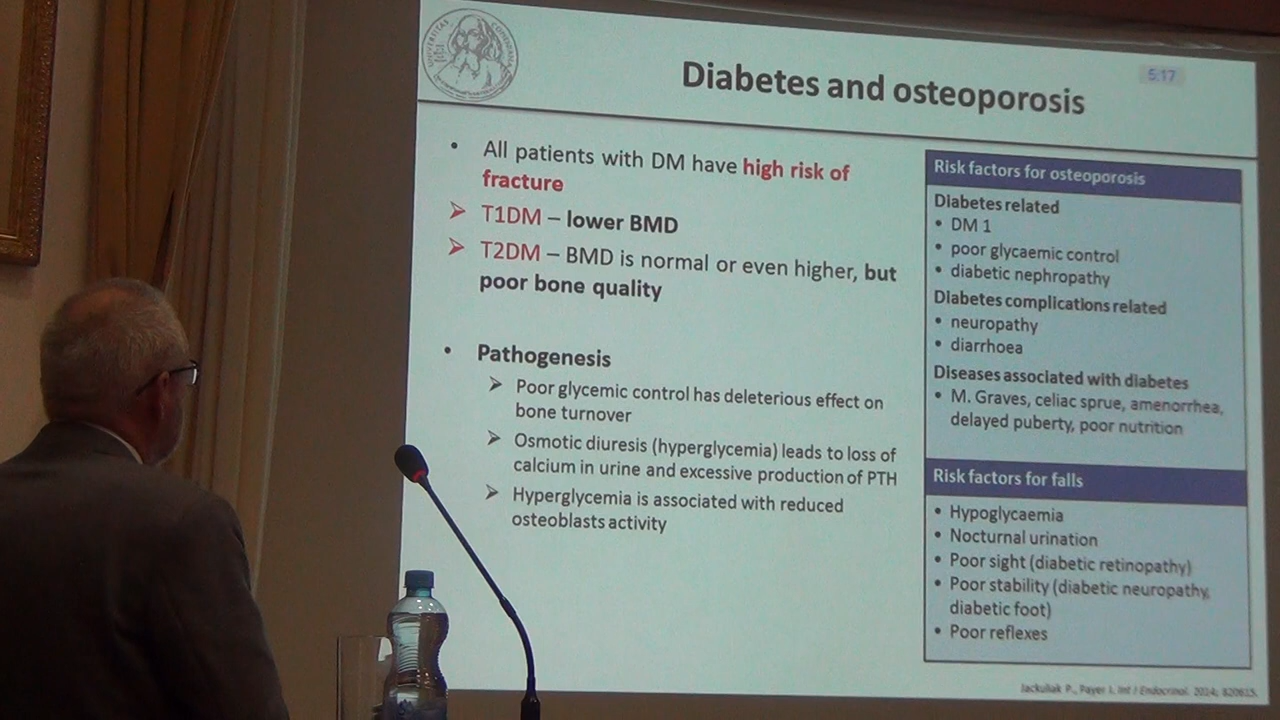 Diabetes and osteoporosis
5:17
• All patients with DM have high risk of
fracture
➢ T1DM – lower BMD
➢ T2DM – BMD is normal or even higher, but
poor bone quality
• Pathogenesis
➢ Poor glycemic control has deleterious effect on
bone turnover
➢ Osmotic diuresis (hyperglycemia) leads to loss of
calcium in urine and excessive production of PTH
➢ Hyperglycemia is associated with reduced
osteoblasts activity
Risk factors for osteoporosis
Diabetes related
• DM 1
• poor glycaemic control
• diabetic nephropathy
Diabetes complications related
• neuropathy
• diarrhoea
Diseases associated with diabetes
• M. Graves, celiac sprue, amenorrhea,
delayed puberty, poor nutrition
Risk factors for falls
• Hypoglycaemia
• Nocturnal urination
• Poor sight (diabetic retinopathy)
• Poor stability (diabetic neuropathy,
diabetic foot)
• Poor reflexes
Jackuliak P., Payer J. Int J Endocrinol. 2014; 820615.